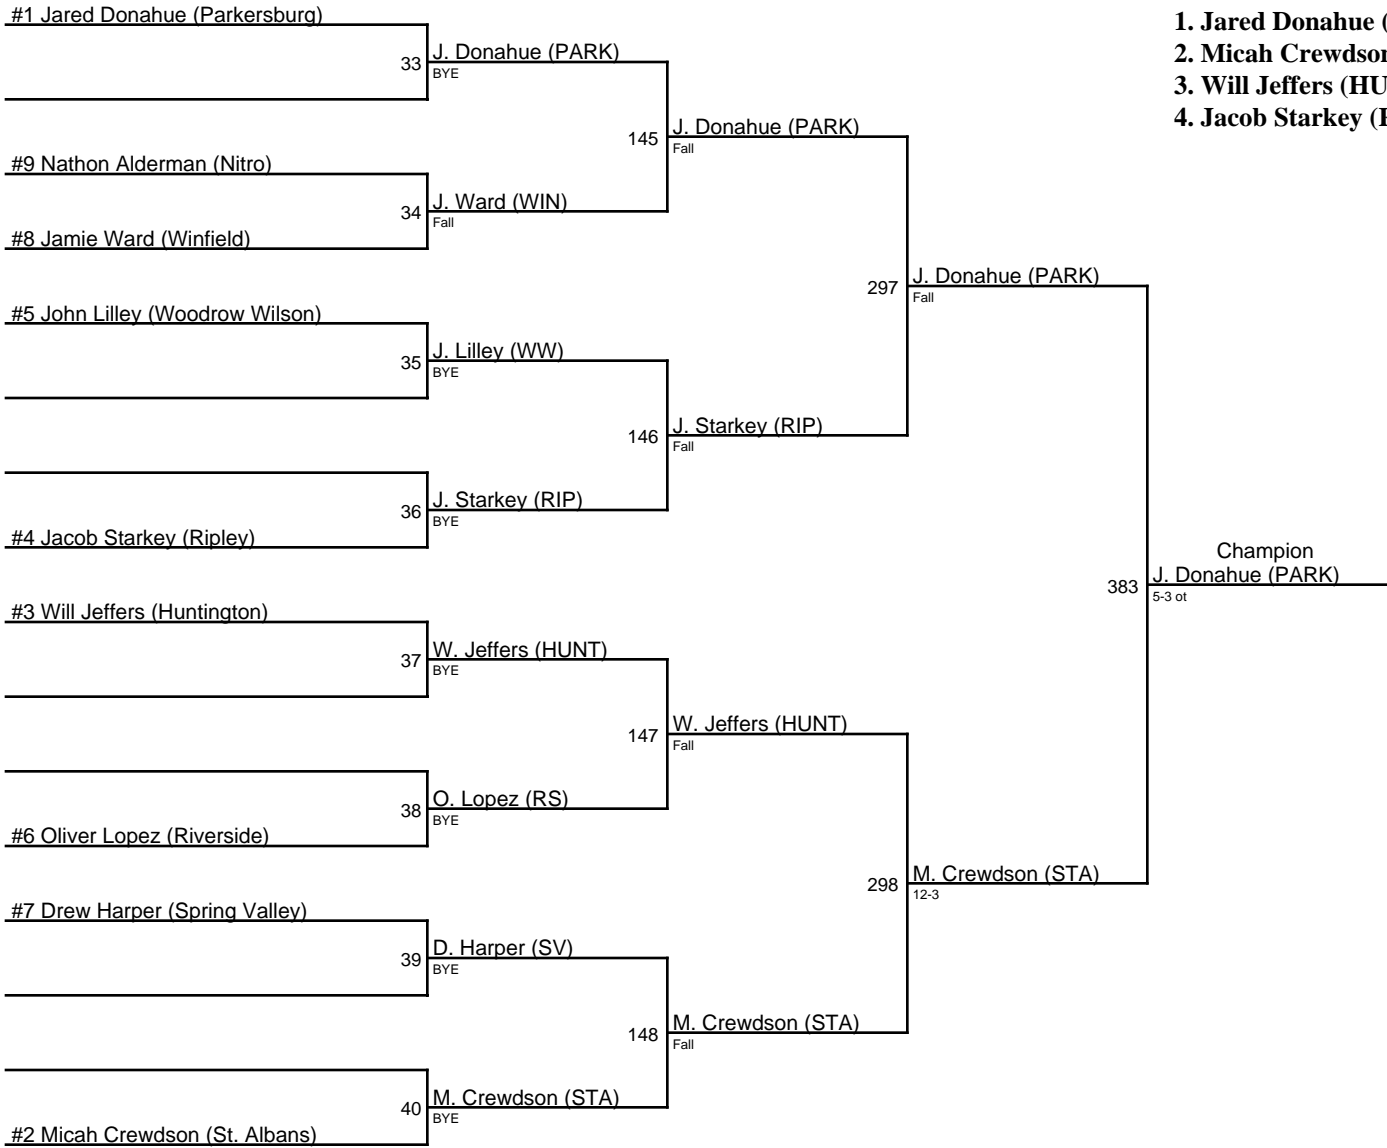 #1 Jared Donahue (Parkersburg)
33
J. Donahue (PARK)
BYE
#9 Nathon Alderman (Nitro)
34
J. Ward (WIN)
Fall
#8 Jamie Ward (Winfield)
145
J. Donahue (PARK)
Fall
#5 John Lilley (Woodrow Wilson)
35
J. Lilley (WW)
BYE
36
J. Starkey (RIP)
BYE
#4 Jacob Starkey (Ripley)
146
J. Starkey (RIP)
Fall
297
J. Donahue (PARK)
Fall
#3 Will Jeffers (Huntington)
37
W. Jeffers (HUNT)
BYE
38
O. Lopez (RS)
BYE
#6 Oliver Lopez (Riverside)
147
W. Jeffers (HUNT)
Fall
#7 Drew Harper (Spring Valley)
39
D. Harper (SV)
BYE
40
M. Crewdson (STA)
BYE
#2 Micah Crewdson (St. Albans)
148
M. Crewdson (STA)
Fall
298
M. Crewdson (STA)
12-3
383
Champion
J. Donahue (PARK)
5-3 ot
1. Jared Donahue (
2. Micah Crewdson
3. Will Jeffers (HU
4. Jacob Starkey (